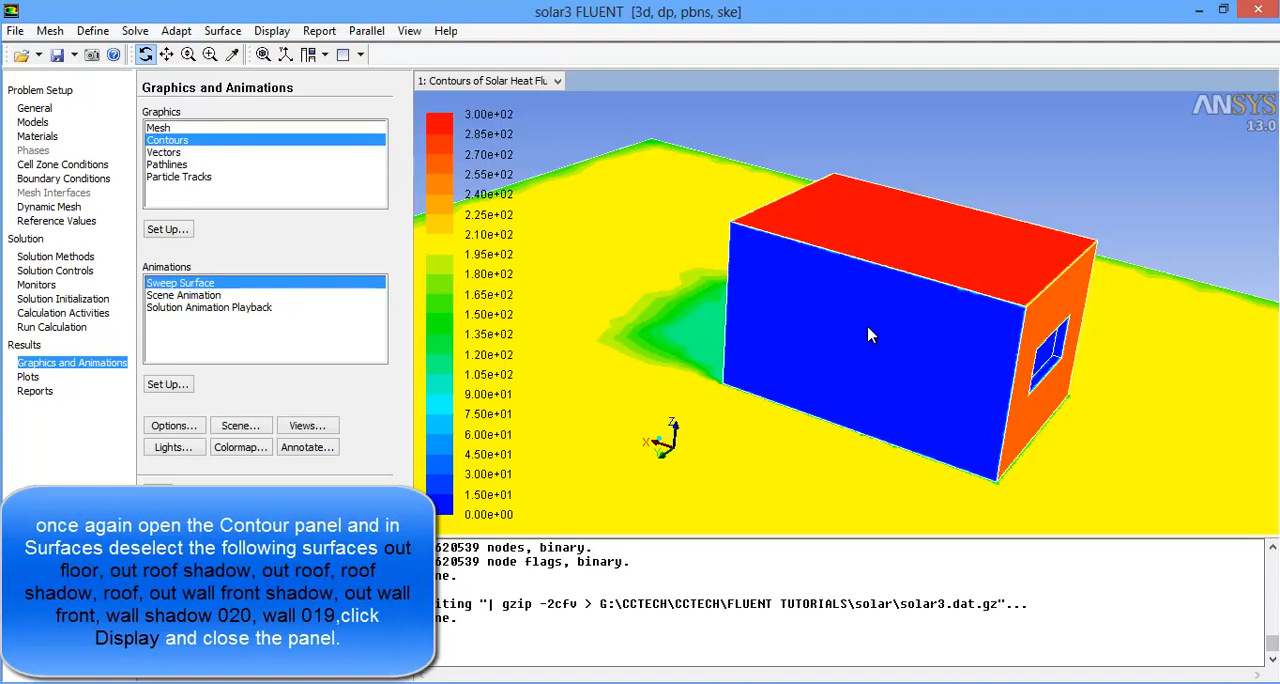 solar3 FLUENT [3d, dp, pbns, ske]
File Mesh Define Solve Adapt Surface Display Report Parallel View Help
Problem Setup
General
Models
Materials
Phases
Cell Zone Conditions
Boundary Conditions
Mesh Interfaces
Dynamic Mesh
Reference Values
Solution
Solution Methods
Solution Controls
Monitors
Solution Initialization
Calculation Activities
Run Calculation
Results
Graphics and Animations
Plots
Reports
Graphics and Animations
Graphics
Mesh
Contours
Vectors
Pathlines
Particle Tracks
Set Up...
Animations
Sweep Surface
Scene Animation
Solution Animation Playback
Set Up...
Options... Scene... Views...
Lights... Colormap... Annotate...
1: Contours of Solar Heat Flu
ANSYS
13.0
3.00e+02
2.85e+02
2.70e+02
2.55e+02
2.40e+02
2.25e+02
2.10e+02
1.95e+02
1.80e+02
1.65e+02
1.50e+02
1.35e+02
1.20e+02
1.05e+02
9.00e+01
7.50e+01
6.00e+01
4.50e+01
3.00e+01
1.50e+01
0.00e+00
Z
X
Y
620539 nodes, binary.
620539 node flags, binary.
ne.
iting "| gzip -2cfv > G:\CCTECH\CCTECH\FLUENT TUTORIALS\solar\solar3.dat.gz"...
ne.
once again open the Contour panel and in
Surfaces deselect the following surfaces out
floor, out roof shadow, out roof, roof
shadow, roof, out wall front shadow, out wall
front, wall shadow 020, wall 019,click
Display and close the panel.